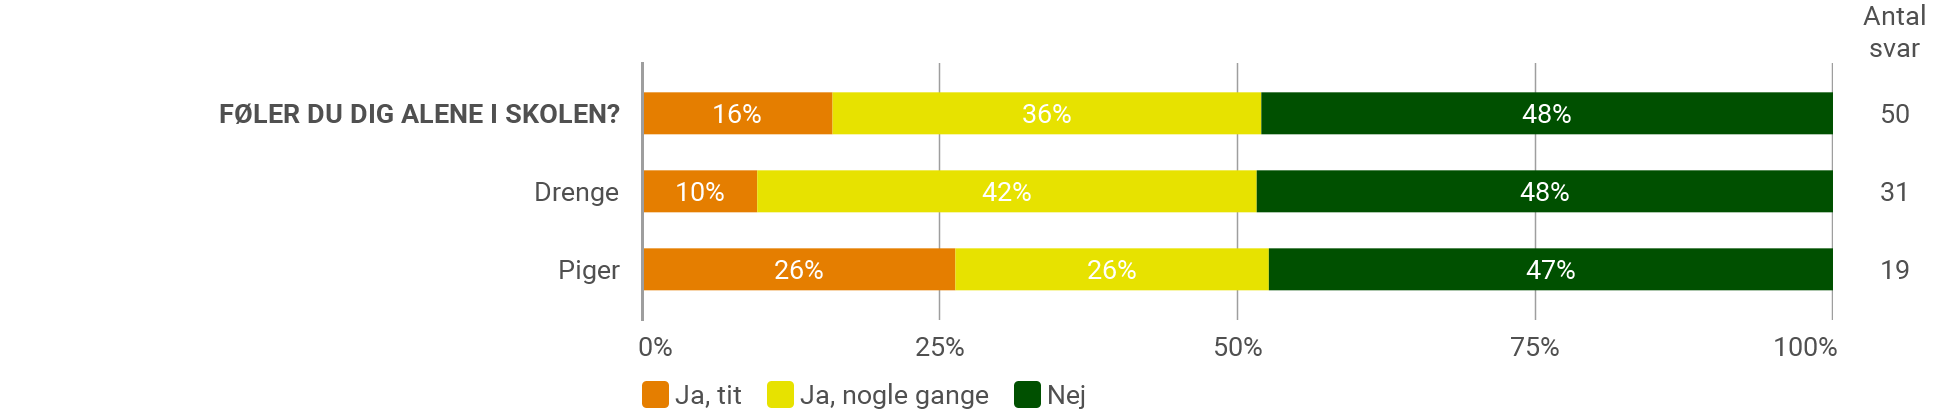 Antal
svar
FØLER DU DIG ALENE I SKOLEN? 16% 36% 48% 50
Drenge 10% 42% 48% 31
Piger 26% 26% 47% 19
0% 25% 50% 75% 100%
Ja, tit Ja, nogle gange Nej